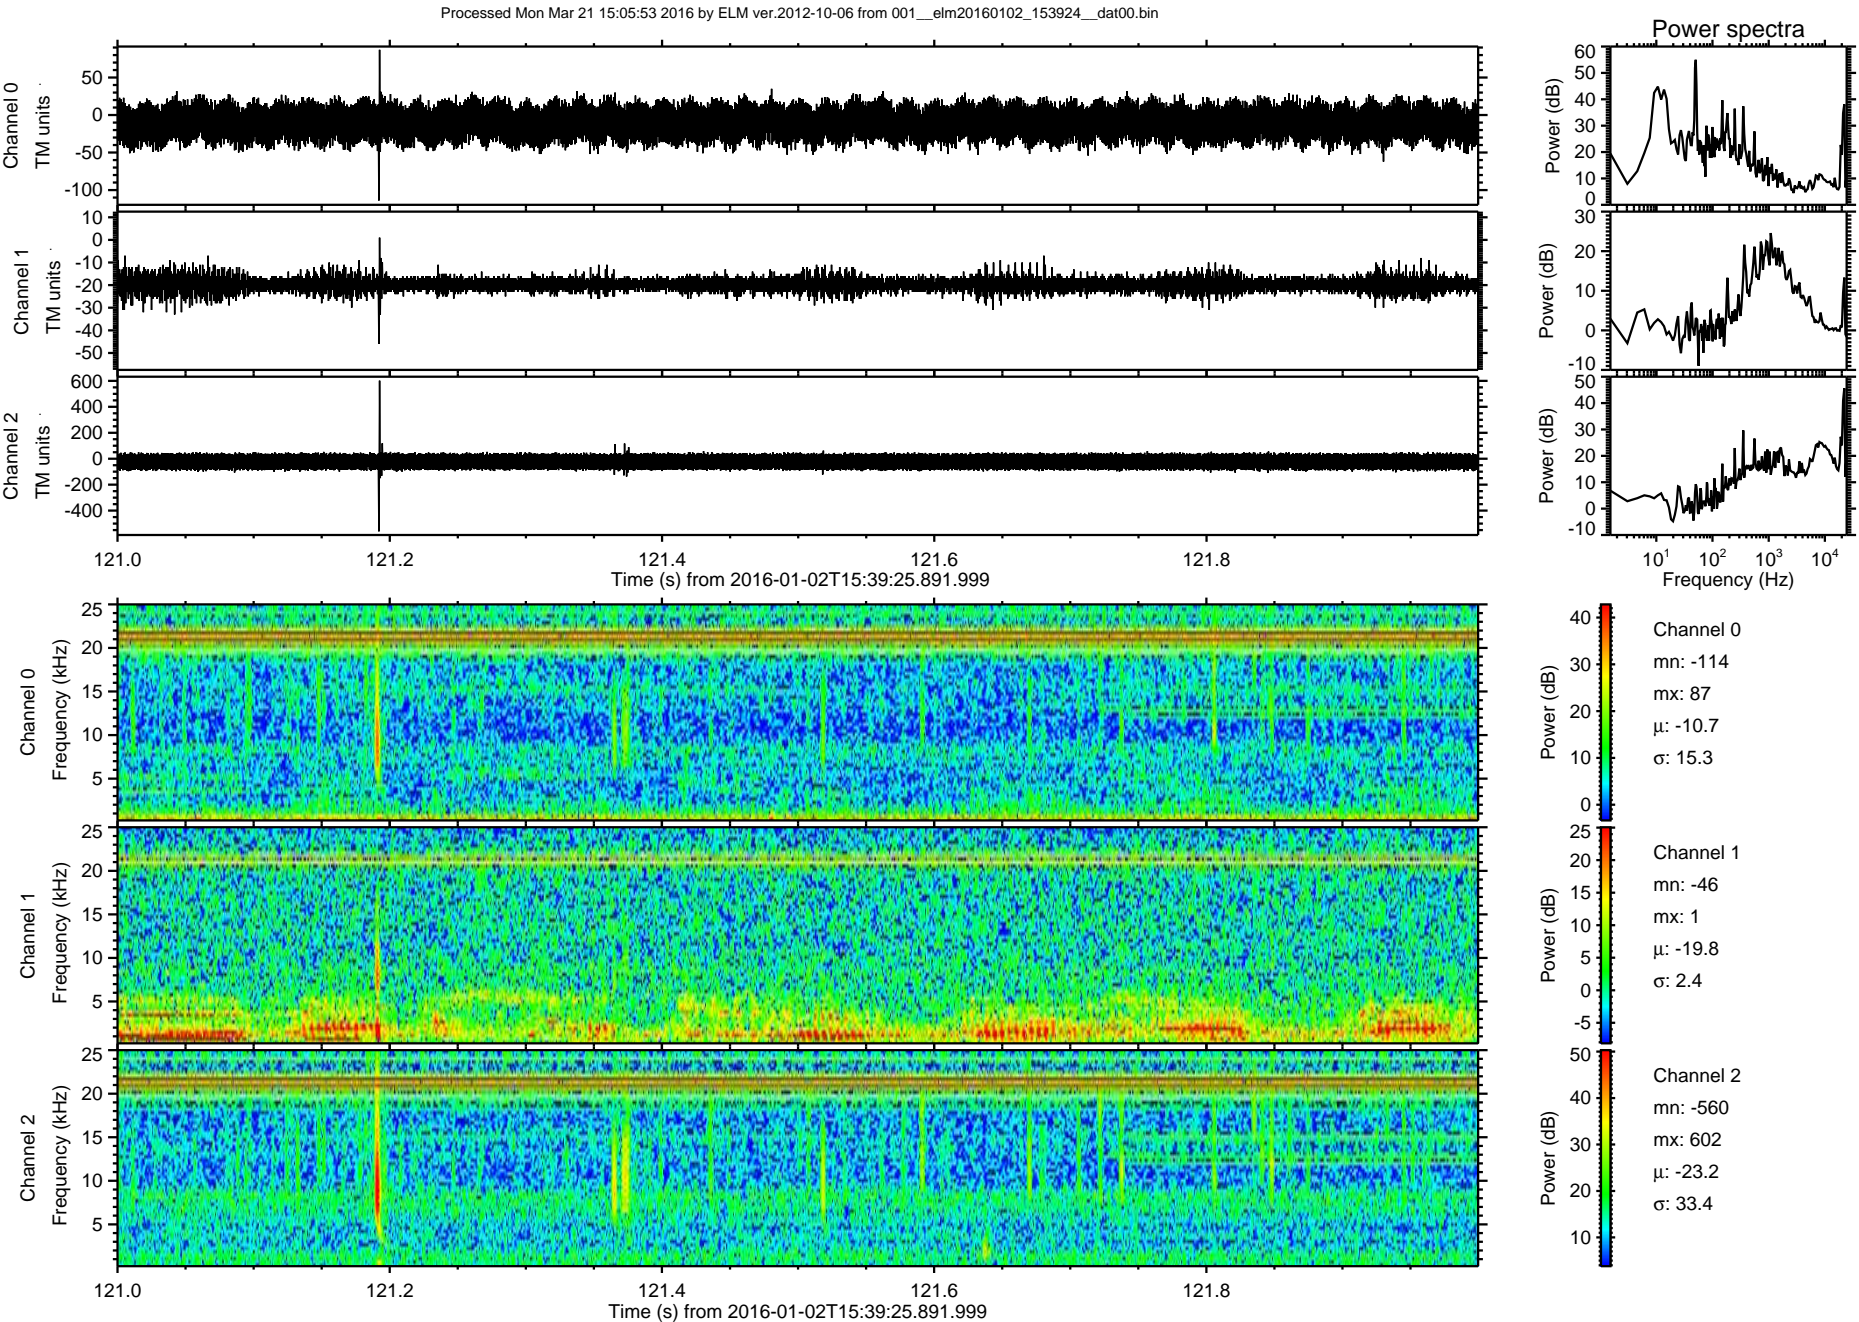 Processed Mon Mar 21 15:05:53 2016 by ELM ver.2012-10-06 from 001__elm20160102_153924__dat00.bin
Power spectra
Channel 0
TM units
50
0
-50
-100
Power (dB)
60
50
40
30
20
10
0
Channel 1
TM units
10
0
-10
-20
-30
-40
-50
Power (dB)
30
20
10
0
-10
Channel 2
TM units
600
400
200
0
-200
-400
Power (dB)
50
40
30
20
10
0
-10
121.0 121.2 121.4 121.6 121.8
Time (s) from 2016-01-02T15:39:25.891.999
10¹ 10² 10³ 10⁴
Frequency (Hz)
Channel 0
Frequency (kHz)
25
20
15
10
5
Power (dB)
40
30
20
10
0
Channel 0
mn: -114
mx: 87
μ: -10.7
σ: 15.3
Channel 1
Frequency (kHz)
25
20
15
10
5
Power (dB)
25
20
15
10
5
0
-5
Channel 1
mn: -46
mx: 1
μ: -19.8
σ: 2.4
Channel 2
Frequency (kHz)
25
20
15
10
5
Power (dB)
50
40
30
20
10
Channel 2
mn: -560
mx: 602
μ: -23.2
σ: 33.4
121.0 121.2 121.4 121.6 121.8
Time (s) from 2016-01-02T15:39:25.891.999